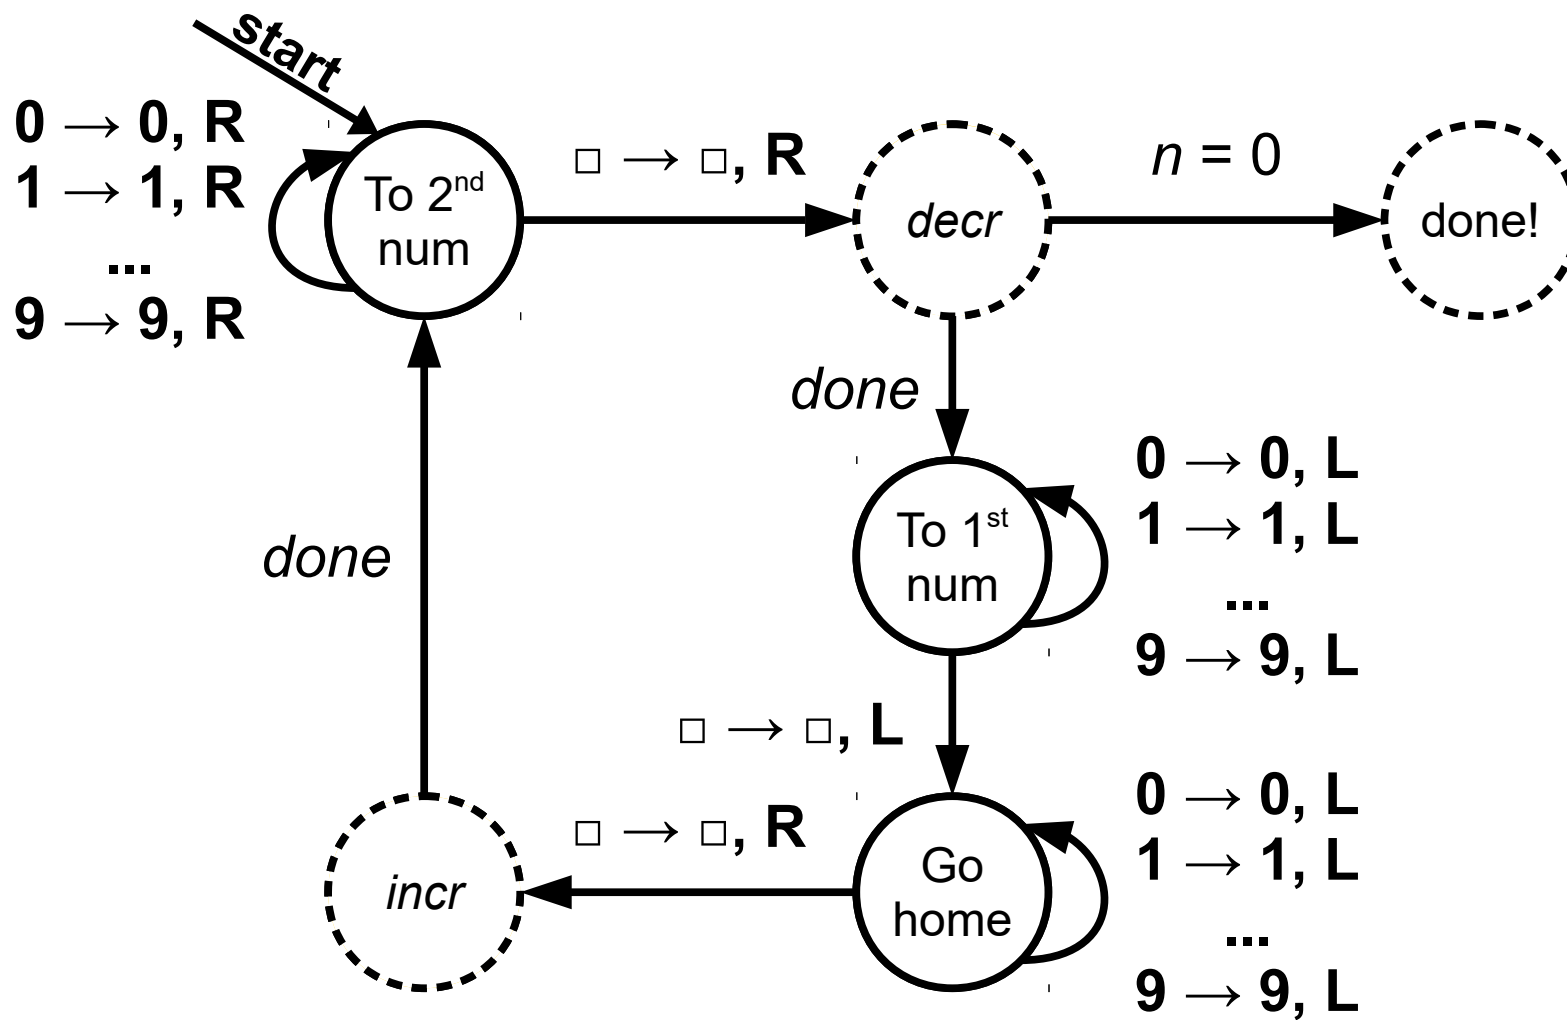 start
0 → 0, R
1 → 1, R
...
9 → 9, R
To 2nd
num
□ → □, R
decr
n = 0
done!
done
To 1st
num
0 → 0, L
1 → 1, L
...
9 → 9, L
□ → □, L
Go
home
0 → 0, L
1 → 1, L
...
9 → 9, L
□ → □, R
incr
done